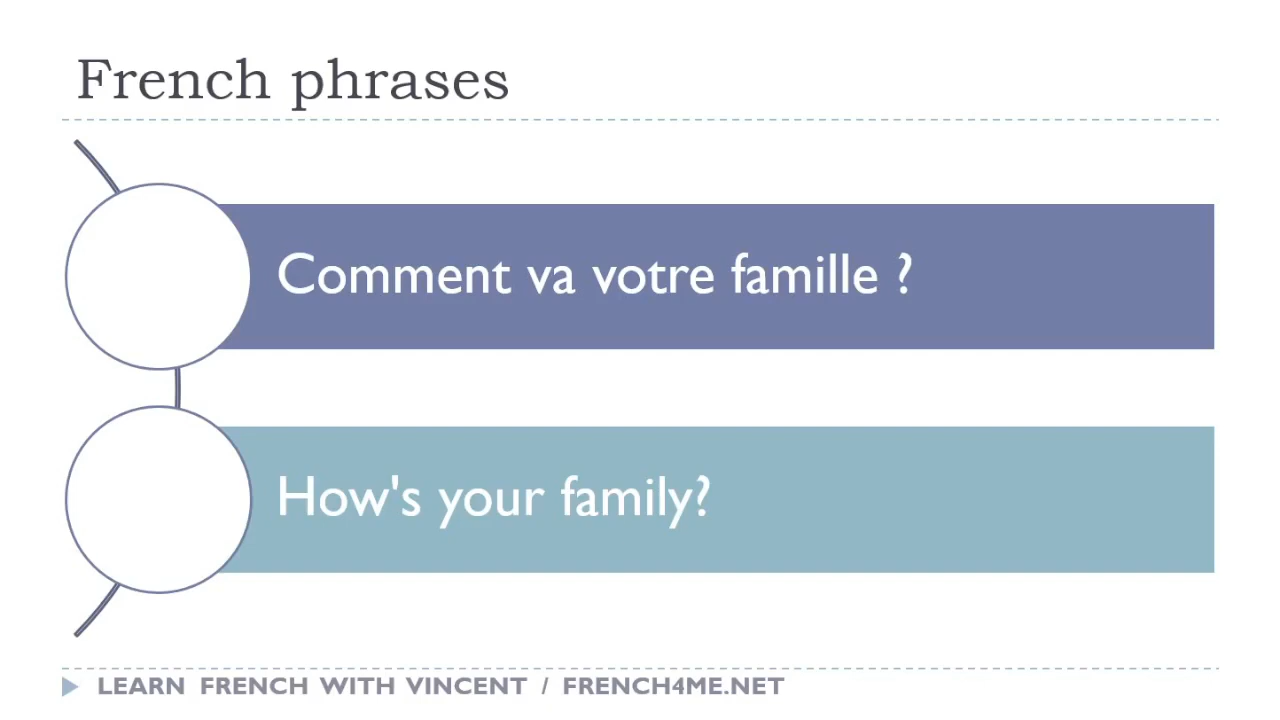 French phrases
Comment va votre famille ?
How's your family?
LEARN FRENCH WITH VINCENT / FRENCH4ME.NET